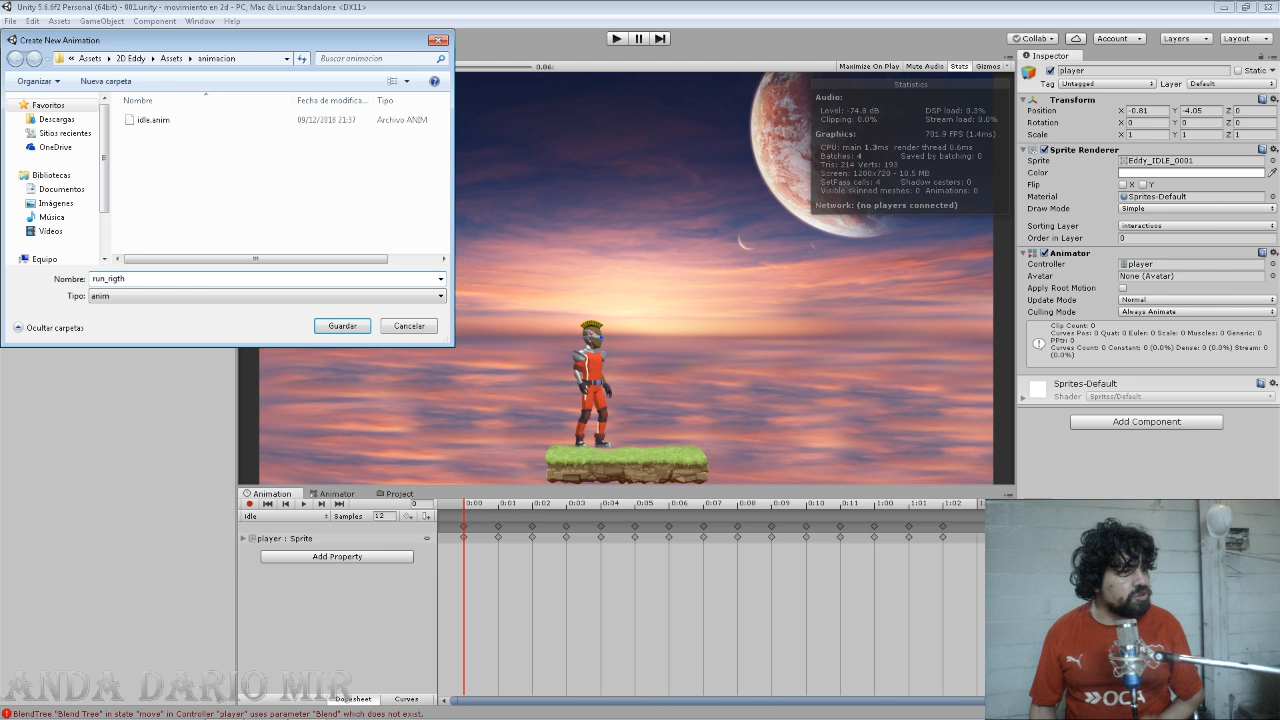 Unity 5.6.6f2 Personal (64bit) - 001.unity - movimiento en 2d - PC, Mac & Linux Standalone <DX11>
File Edit Assets GameObject Component Window Help
Create New Animation
Collab Account Layers Layout
« Assets 2D Eddy Assets animacion Buscar animacion
Organizar Nueva carpeta
Favoritos
Descargas
Sitios recientes
OneDrive
Bibliotecas
Documentos
Imágenes
Música
Vídeos
Equipo
Nombre Fecha de modifica... Tipo
idle.anim 09/12/2018 21:37 Archivo ANM
Nombre: run_rigth
Tipo: anim
Ocultar carpetas Guardar Cancelar
0.86: Maximize On Play Mute Audio Stats Gizmos
Statistics
Audio:
Level: -74.8 dB DSP load: 0.3%
Clipping: 0.0% Stream load: 0.0%
Graphics: 701.9 FPS (1.4ms)
CPU: main 1.3ms render thread 0.6ms
Batches: 4 Saved by batching: 0
Tris: 214 Verts: 193
Screen: 1280x720 - 10.5 MB
SetPass calls: 4 Shadow casters: 0
Visible skinned meshes: 0 Animations: 0
Network: (no players connected)
Inspector
player Static
Tag Untagged Layer Default
Transform
Position X -0.81 Y -4.05 Z 0
Rotation X 0 Y 0 Z 0
Scale X 1 Y 1 Z 1
Sprite Renderer
Sprite Eddy_IDLE_0001
Color
Flip X Y
Material Sprites-Default
Draw Mode Simple
Sorting Layer interactivos
Order in Layer 0
Animator
Controller player
Avatar None (Avatar)
Apply Root Motion
Update Mode Normal
Culling Mode Always Animate
Clip Count: 0
Curves Pos: 0 Quat: 0 Euler: 0 Scale: 0 Muscles: 0 Generic: 0
PPtr: 0
Curves Count: 0 Constant: 0 (0.0%) Dense: 0 (0.0%) Stream: 0
(0.0%)
Sprites-Default
Shader Sprites/Default
Add Component
Animation Animator Project
0 0:00 0:01 0:02 0:03 0:04 0:05 0:06 0:07 0:08 0:09 0:10 0:11 1:00 1:01 1:02
idle Samples 12
player : Sprite
Add Property
OCA
ANDA DARIO MIR
Dopesheet Curves
BlendTree "Blend Tree" in state "move" in Controller "player" uses parameter "Blend" which does not exist.